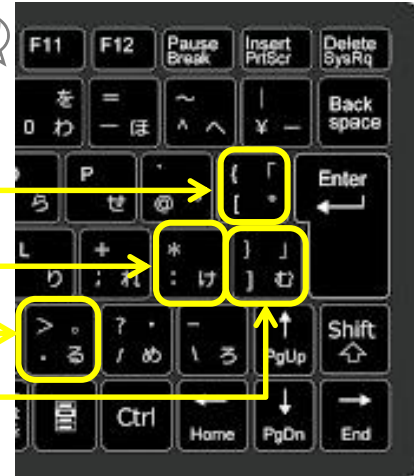 F11 F12 Pause Break Insert PrtScr Delete SysRq
を 0 わ = - ほ ~ ^ へ | ¥ ー Back space
ら P せ ` @ ゛ { 「 [ ゜ Enter
L り + ; れ * : け } 」 ] む
> 。 . る ? ・ / め _ \ ろ PgUp Shift
Ctrl Home PgDn End